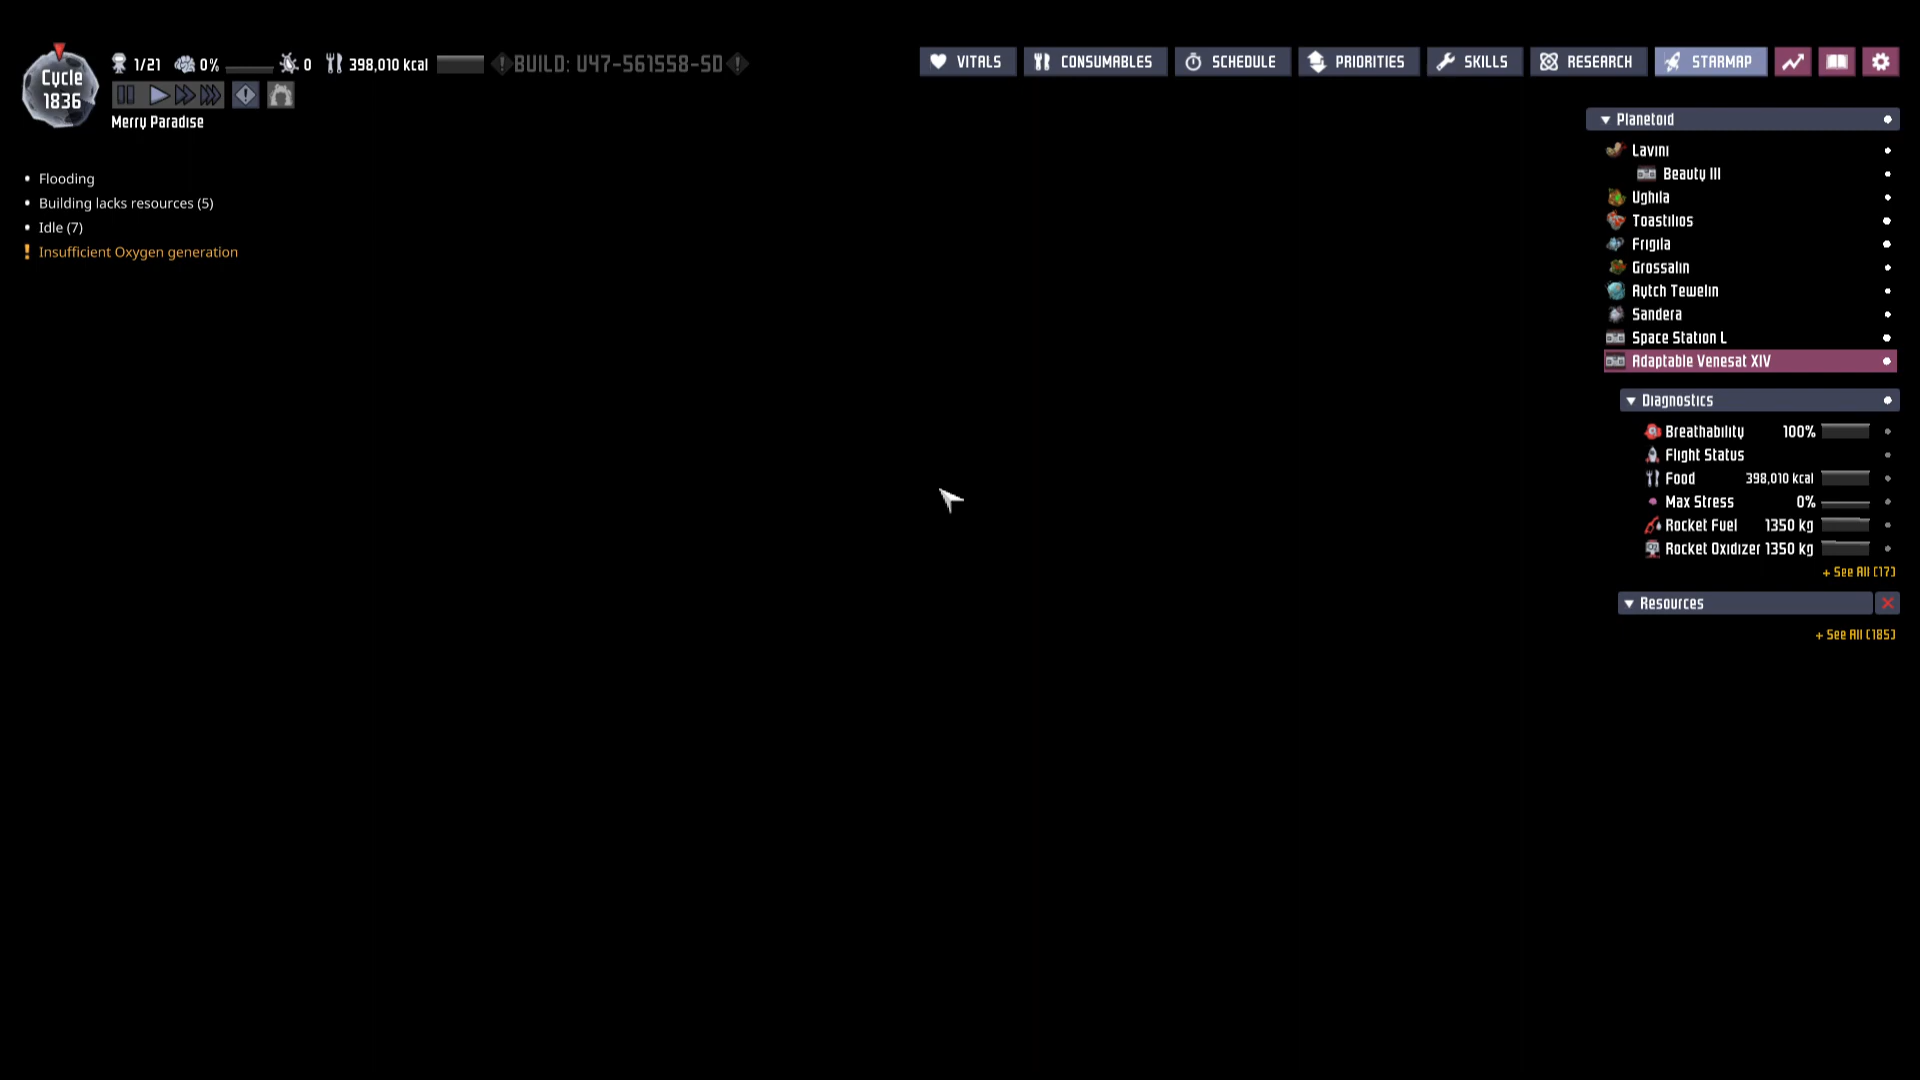 Cycle
1836
1/21 0% 0 398,010 kcal BUILD: U47-561558-SD
Merry Paradise
VITALS CONSUMABLES SCHEDULE PRIORITIES SKILLS RESEARCH STARMAP
• Flooding
• Building lacks resources (5)
• Idle (7)
! Insufficient Oxygen generation
Planetoid
Lavini
Beauty III
Ughila
Toastilios
Frigila
Grossalin
Aytch Tewelin
Sandera
Space Station L
Adaptable Venesat XIV
Diagnostics
Breathability 100%
Flight Status
Food 398,010 kcal
Max Stress 0%
Rocket Fuel 1350 kg
Rocket Oxidizer 1350 kg
+ See All (17)
Resources
+ See All (185)